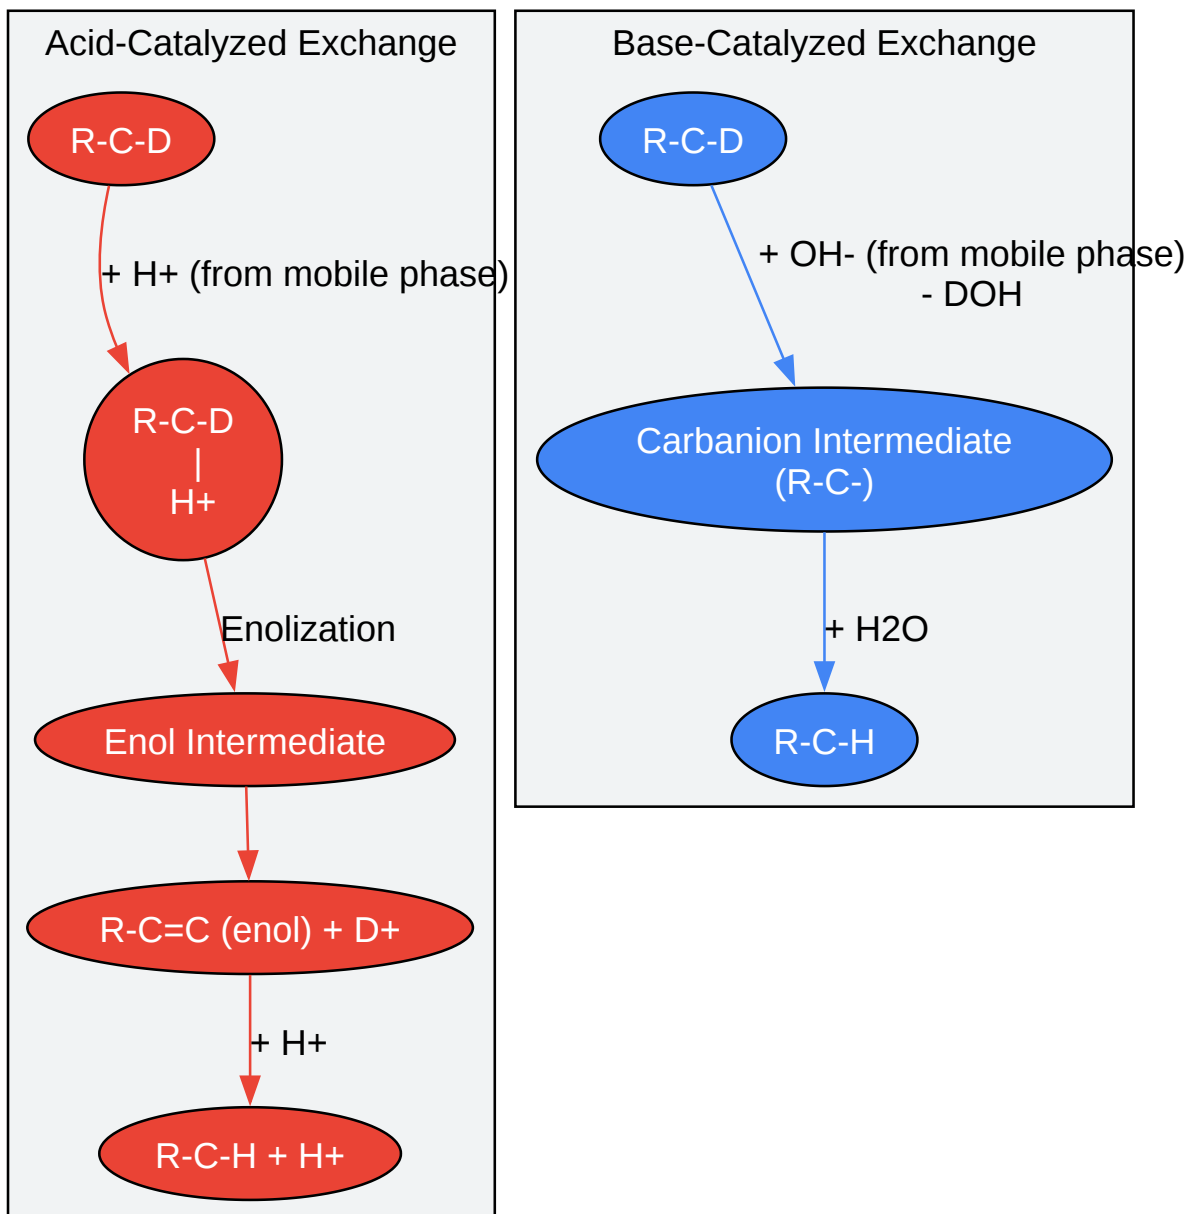 Acid-Catalyzed Exchange
R-C-D
+ H+ (from mobile phase)
R-C-D
|
H+
Enolization
Enol Intermediate
R-C=C (enol) + D+
+ H+
R-C-H + H+
Base-Catalyzed Exchange
R-C-D
+ OH- (from mobile phase)
- DOH
Carbanion Intermediate
(R-C-)
+ H2O
R-C-H